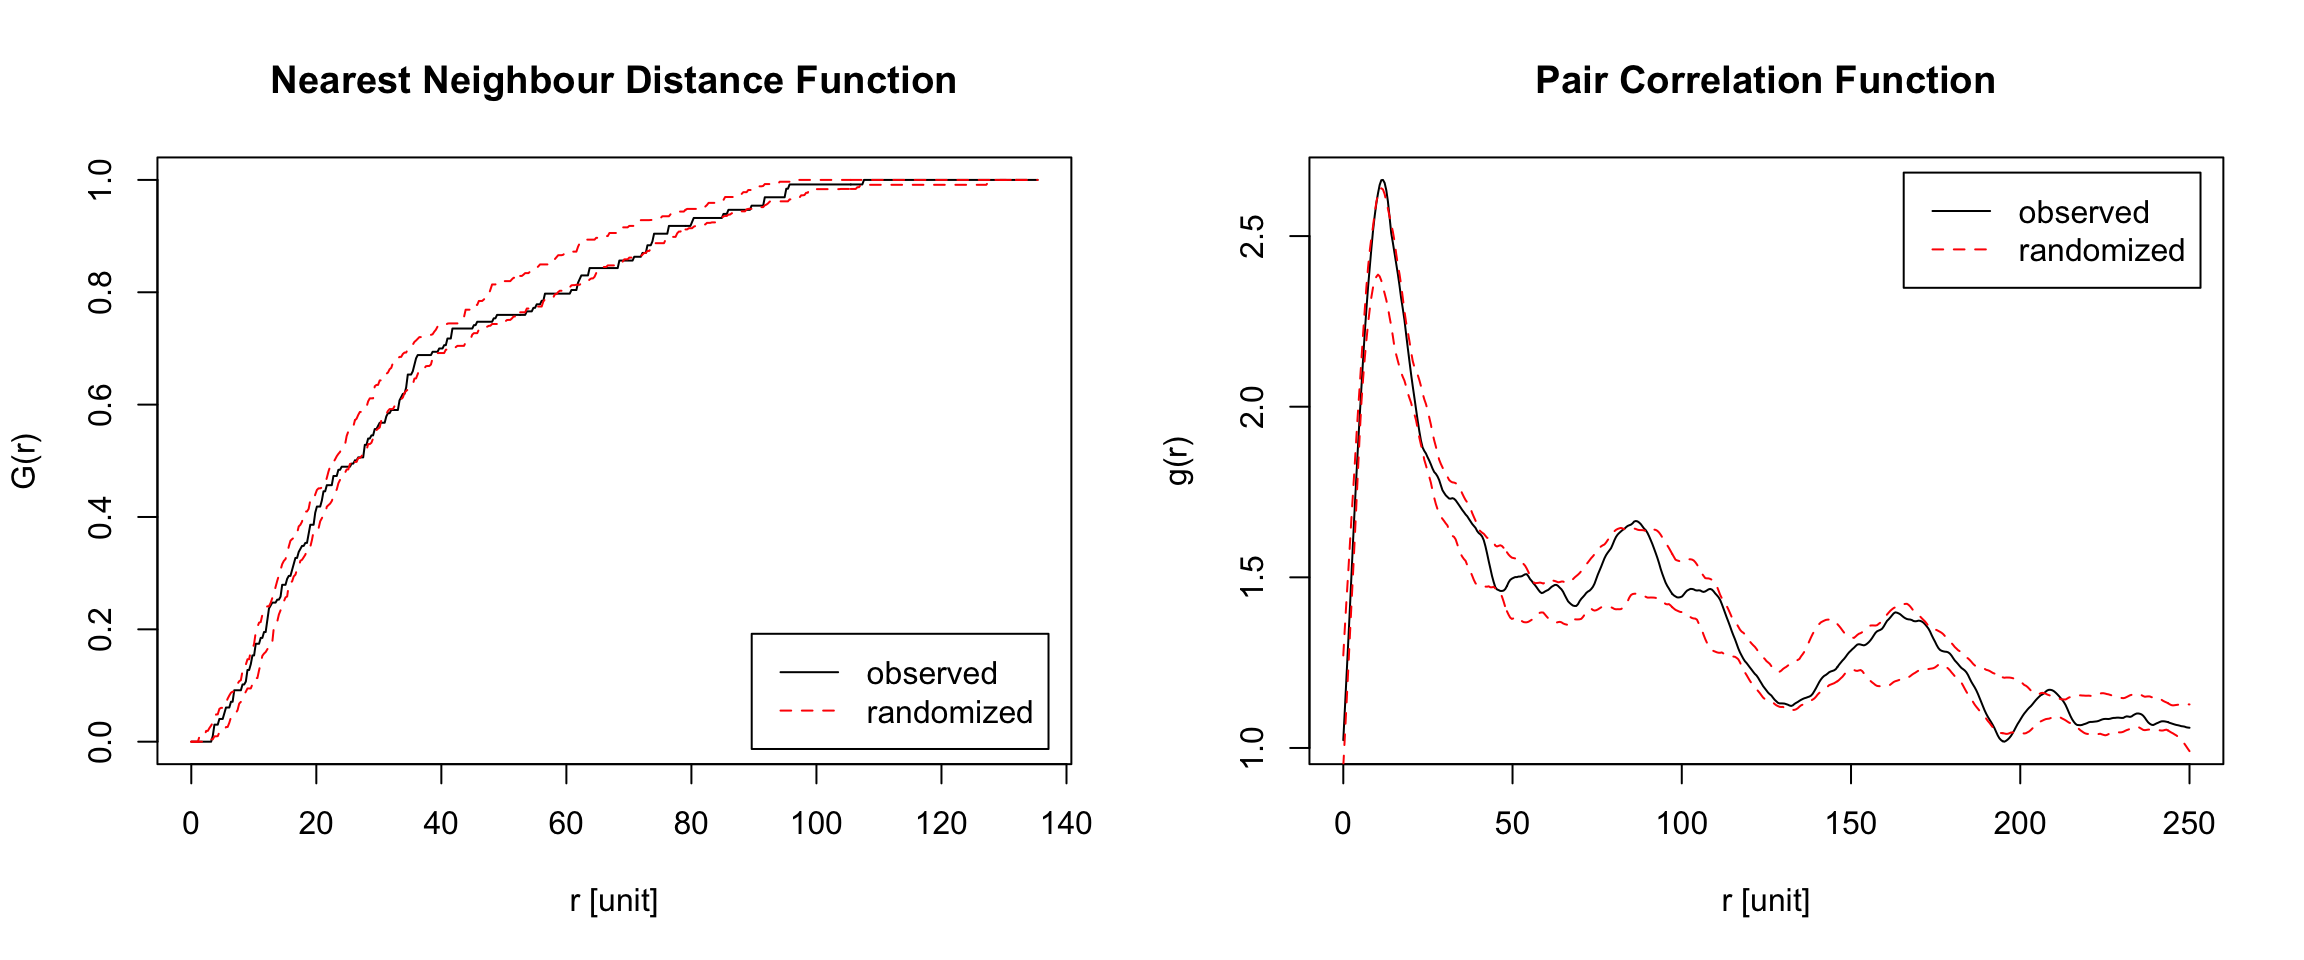 Nearest Neighbour Distance Function
G(r)
1.0
0.8
0.6
0.4
0.2
0.0
observed
randomized
0 20 40 60 80 100 120 140
r [unit]
Pair Correlation Function
g(r)
2.5
2.0
1.5
1.0
observed
randomized
0 50 100 150 200 250
r [unit]